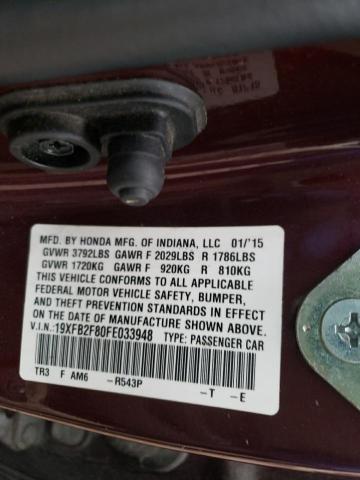 MFD. BY HONDA MFG. OF INDIANA, LLC 01/'15
GVWR 3792LBS GAWR F 2029LBS R 1786LBS
GVWR 1720KG GAWR F 920KG R 810KG
THIS VEHICLE CONFORMS TO ALL APPLICABLE
FEDERAL MOTOR VEHICLE SAFETY, BUMPER,
AND THEFT PREVENTION STANDARDS IN EFFECT
ON THE DATE OF MANUFACTURE SHOWN ABOVE.
V.I.N.: 19XFB2F80FE033948 TYPE: PASSENGER CAR
TR3 F AM6 -R543P -T -E